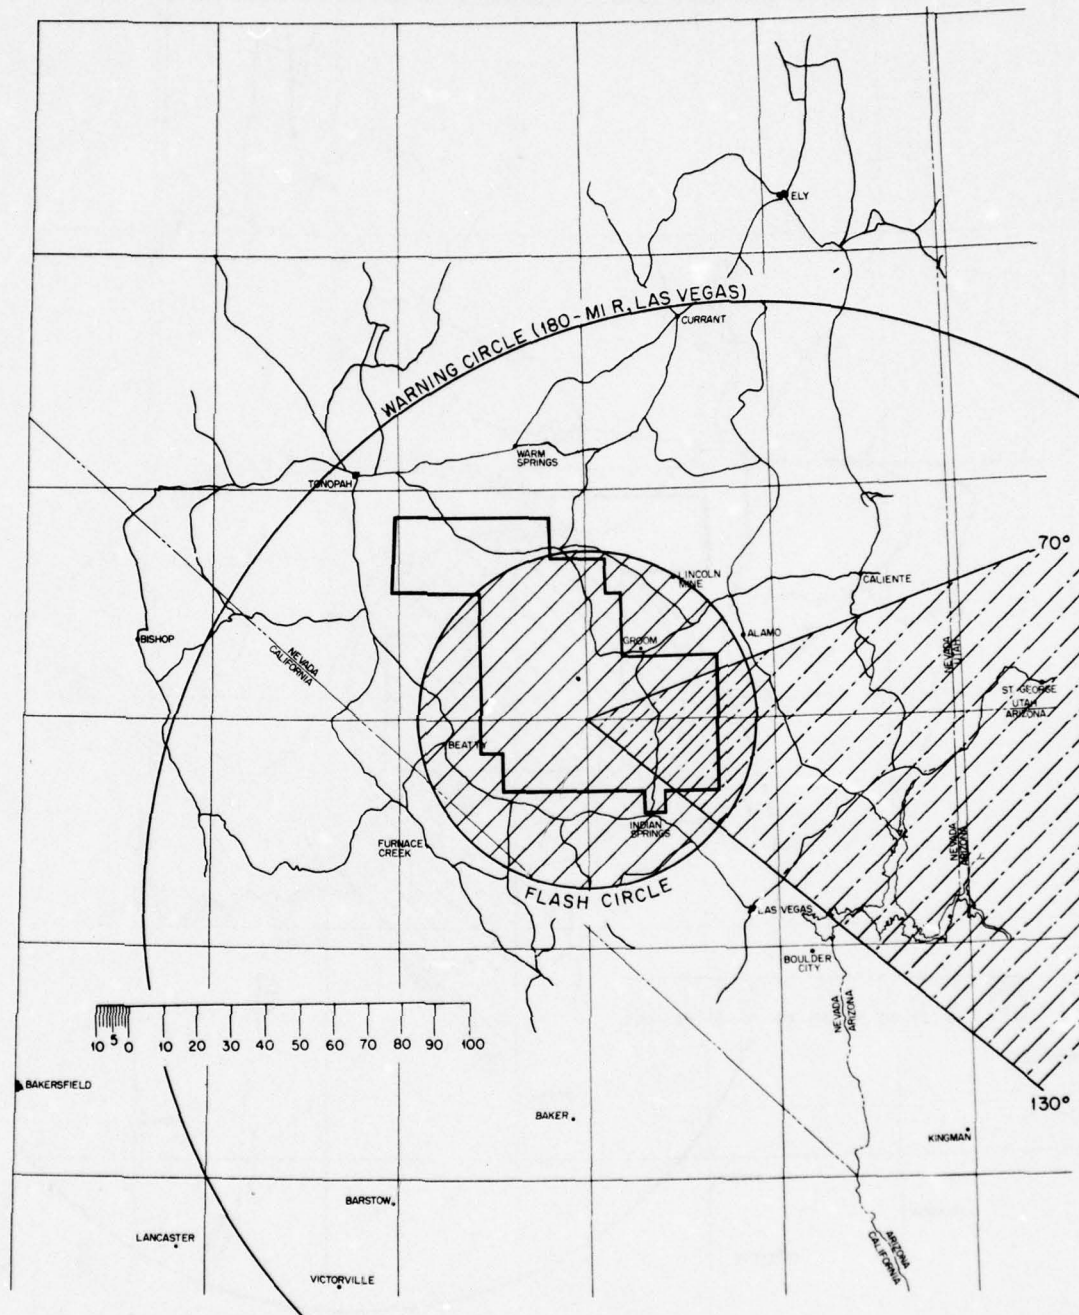 ELY
WARNING CIRCLE (180-MI R, LAS VEGAS)
CURRANT
WARM
SPRINGS
TONOPAH
70°
LINCOLN
MINE
CALIENTE
BISHOP
GROOM
ALAMO
NEVADA
CALIFORNIA
NEVADA
UTAH
ST GEORGE
UTAH
ARIZONA
BEATTY
INDIAN
SPRINGS
FURNACE
CREEK
NEVADA
ARIZONA
FLASH CIRCLE
LAS VEGAS
BOULDER
CITY
NEVADA
ARIZONA
10 5 0 10 20 30 40 50 60 70 80 90 100
BAKERSFIELD
130°
BAKER
KINGMAN
BARSTOW
LANCASTER
ARIZONA
CALIFORNIA
VICTORVILLE